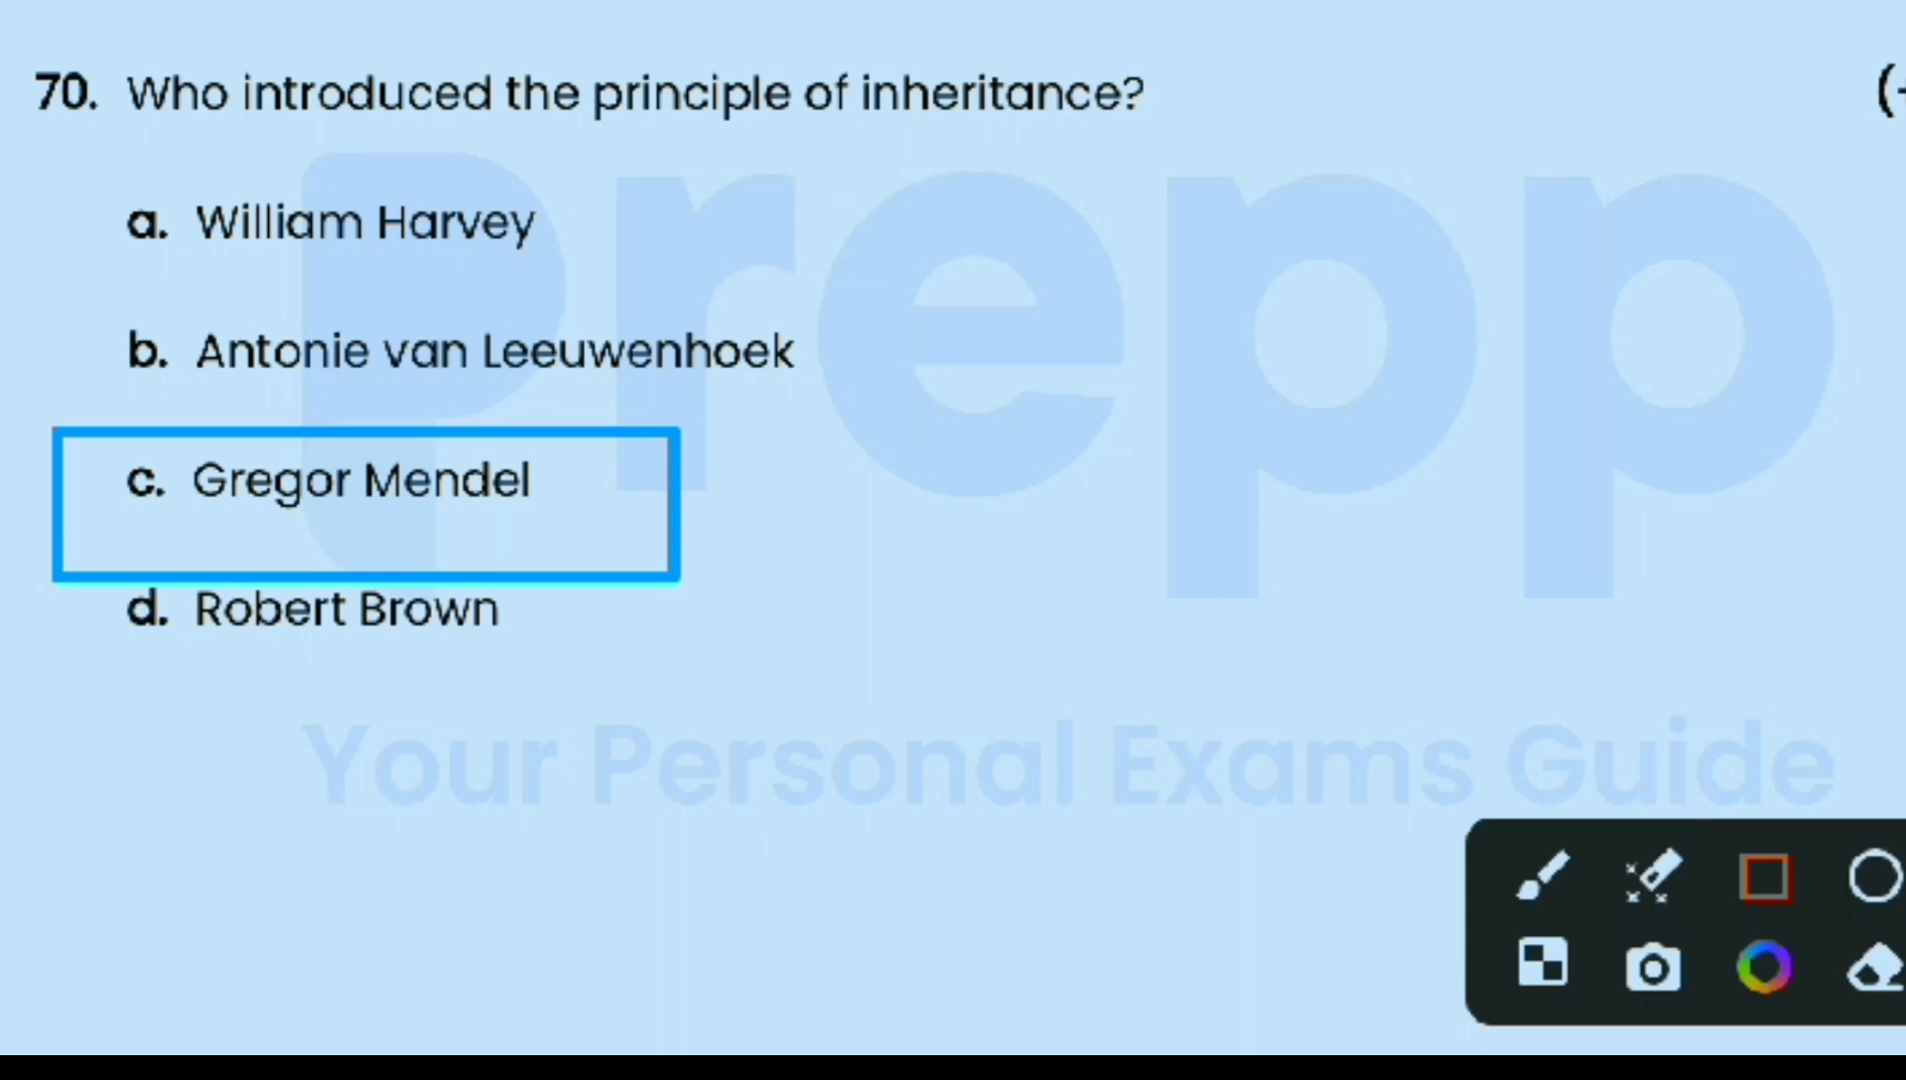 70. Who introduced the principle of inheritance?
a. William Harvey
b. Antonie van Leeuwenhoek
c. Gregor Mendel
d. Robert Brown
Prepp
Your Personal Exams Guide